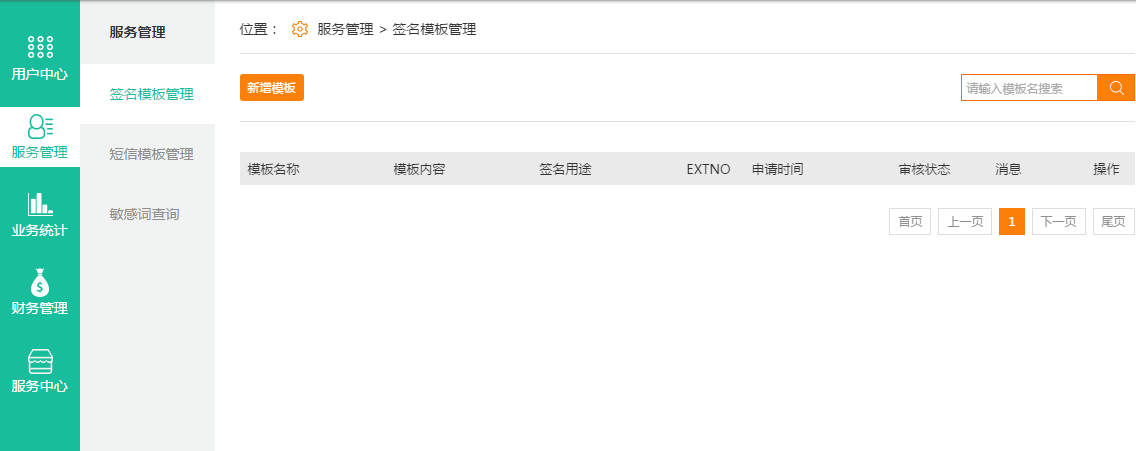 用户中心
服务管理
业务统计
财务管理
服务中心
服务管理
签名模板管理
短信模板管理
敏感词查询
位置： 服务管理 > 签名模板管理
新增模板
请输入模板名搜索
模板名称 模板内容 签名用途 EXTNO 申请时间 审核状态 消息 操作
首页 上一页 1 下一页 尾页